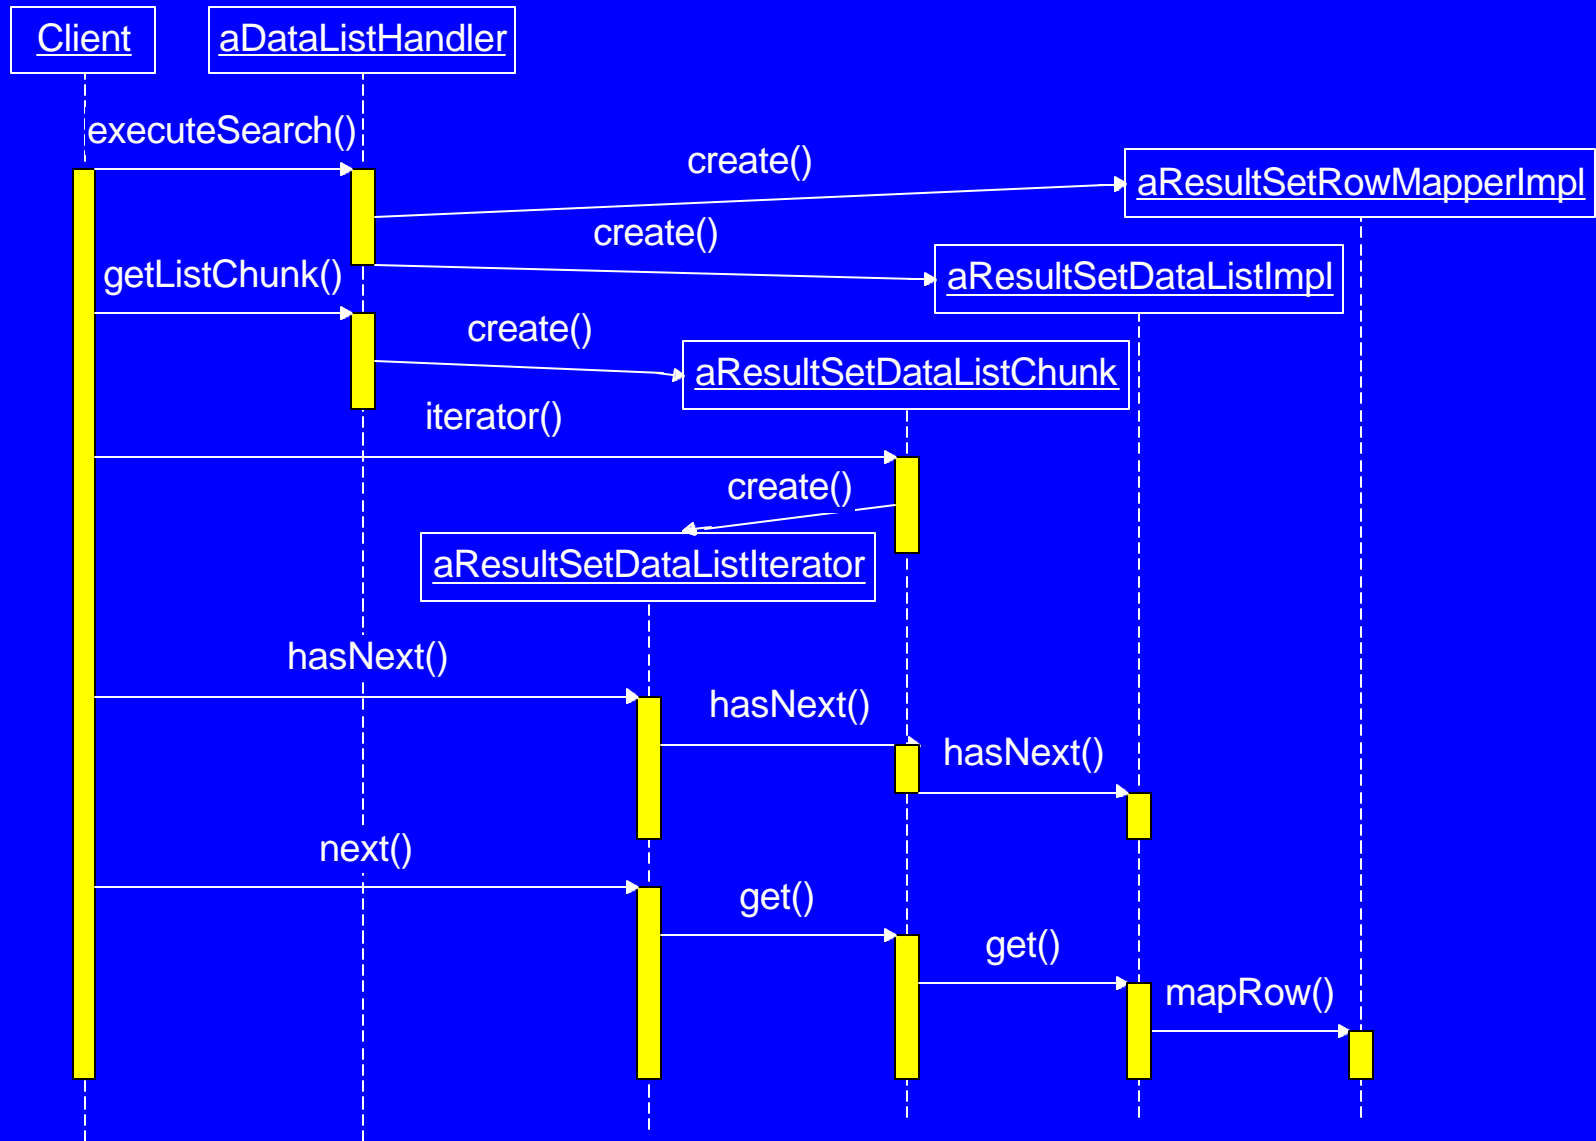 Client
aDataListHandler
executeSearch()
create()
aResultSetRowMapperImpl
create()
getListChunk()
aResultSetDataListImpl
create()
aResultSetDataListChunk
iterator()
create()
aResultSetDataListIterator
hasNext()
hasNext()
hasNext()
next()
get()
get()
mapRow()